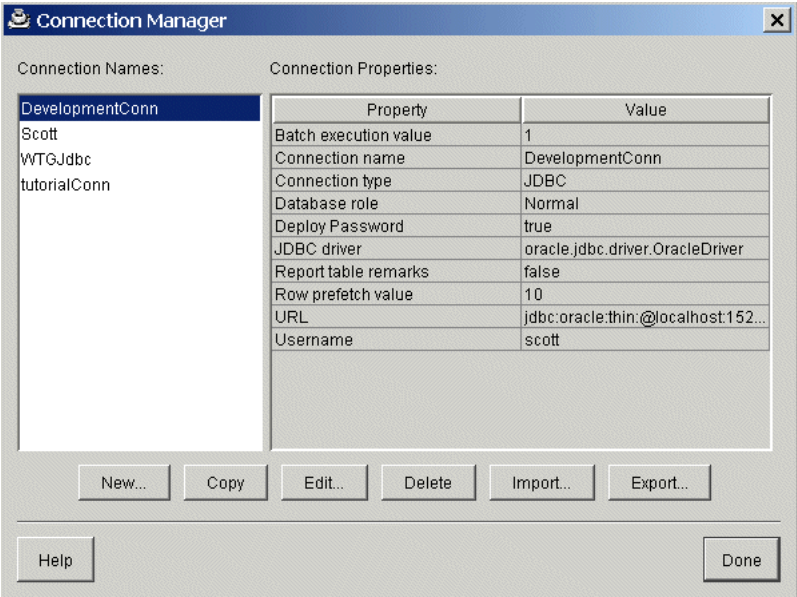 Connection Manager
Connection Names: Connection Properties:
DevelopmentConn
Scott
WTGJdbc
tutorialConn
Property Value
Batch execution value 1
Connection name DevelopmentConn
Connection type JDBC
Database role Normal
Deploy Password true
JDBC driver oracle.jdbc.driver.OracleDriver
Report table remarks false
Row prefetch value 10
URL jdbc:oracle:thin:@localhost:152...
Username scott
New... Copy Edit... Delete Import... Export...
Help Done